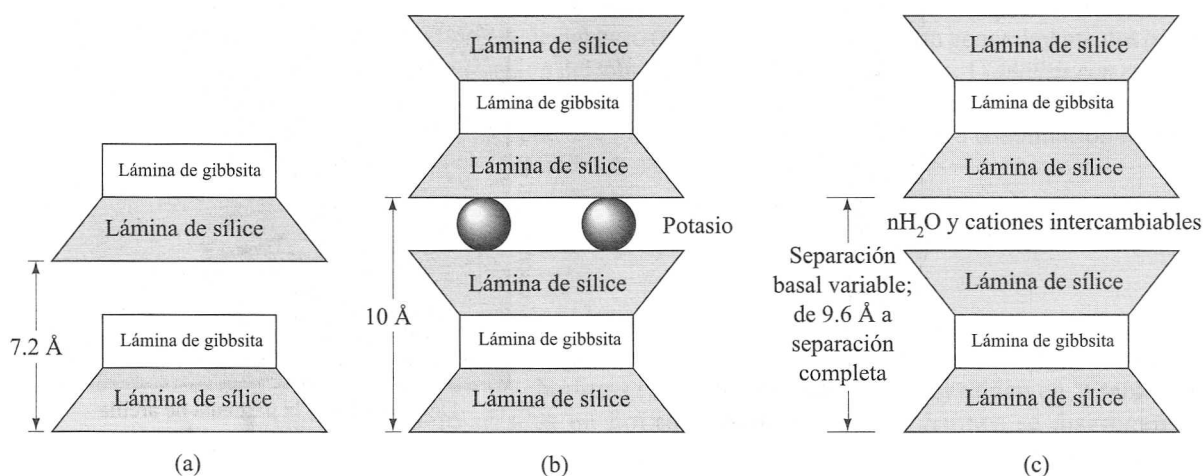 Lámina de gibbsita
Lámina de sílice
7.2 Å
Lámina de gibbsita
Lámina de sílice
(a)
Lámina de sílice
Lámina de gibbsita
Lámina de sílice
Potasio
10 Å
Lámina de sílice
Lámina de gibbsita
Lámina de sílice
(b)
Lámina de sílice
Lámina de gibbsita
Lámina de sílice
nH₂O y cationes intercambiables
Separación
basal variable;
de 9.6 Å a
separación
completa
Lámina de sílice
Lámina de gibbsita
Lámina de sílice
(c)